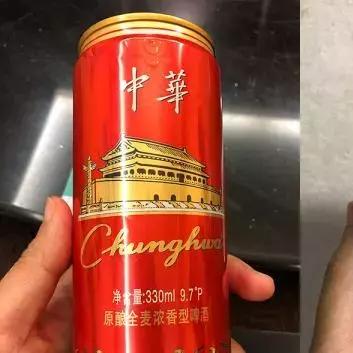 中華
Chunghwa
净含量:330ml 9.7°P
原酿全麦浓香型啤酒